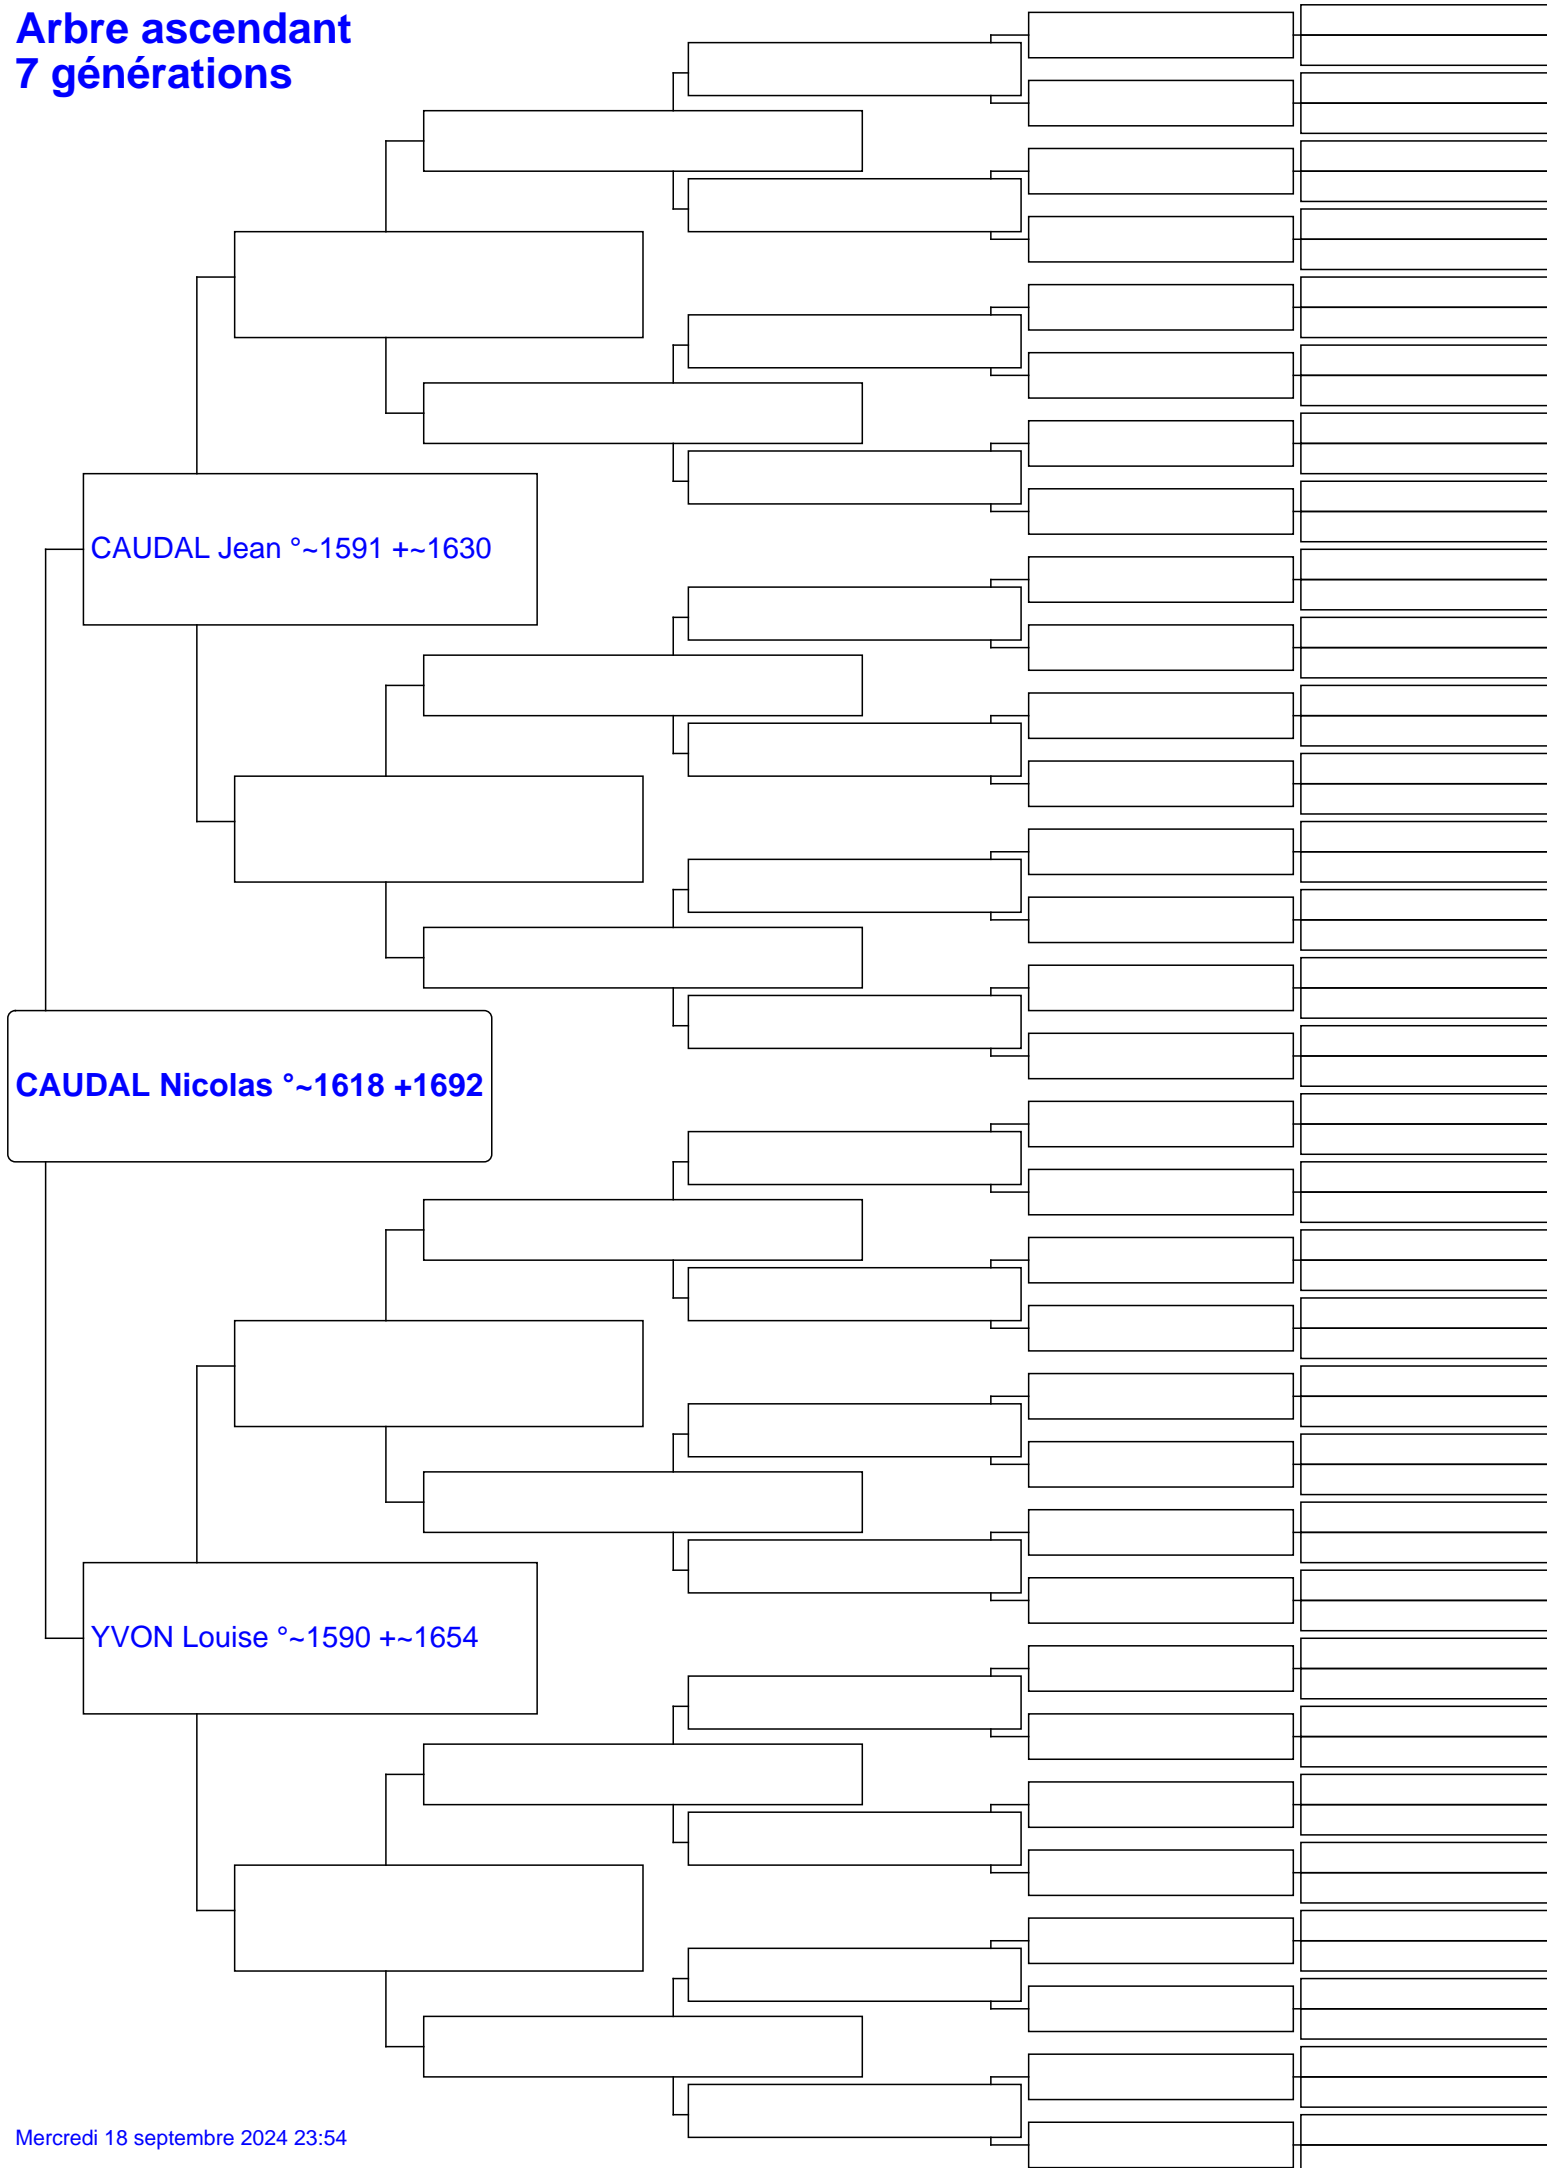 Arbre ascendant
7 générations
CAUDAL Jean °~1591 +~1630
CAUDAL Nicolas °~1618 +1692
YVON Louise °~1590 +~1654
Mercredi 18 septembre 2024 23:54